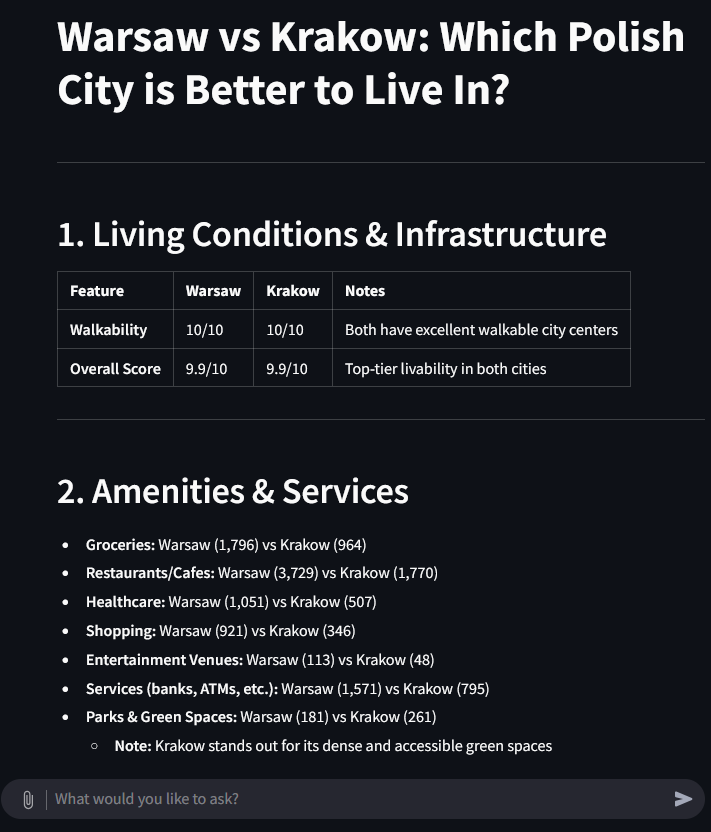 Warsaw vs Krakow: Which Polish
City is Better to Live In?
1. Living Conditions & Infrastructure
Feature Warsaw Krakow Notes
Walkability 10/10 10/10 Both have excellent walkable city centers
Overall Score 9.9/10 9.9/10 Top-tier livability in both cities
2. Amenities & Services
• Groceries: Warsaw (1,796) vs Krakow (964)
• Restaurants/Cafes: Warsaw (3,729) vs Krakow (1,770)
• Healthcare: Warsaw (1,051) vs Krakow (507)
• Shopping: Warsaw (921) vs Krakow (346)
• Entertainment Venues: Warsaw (113) vs Krakow (48)
• Services (banks, ATMs, etc.): Warsaw (1,571) vs Krakow (795)
• Parks & Green Spaces: Warsaw (181) vs Krakow (261)
○ Note: Krakow stands out for its dense and accessible green spaces
What would you like to ask?